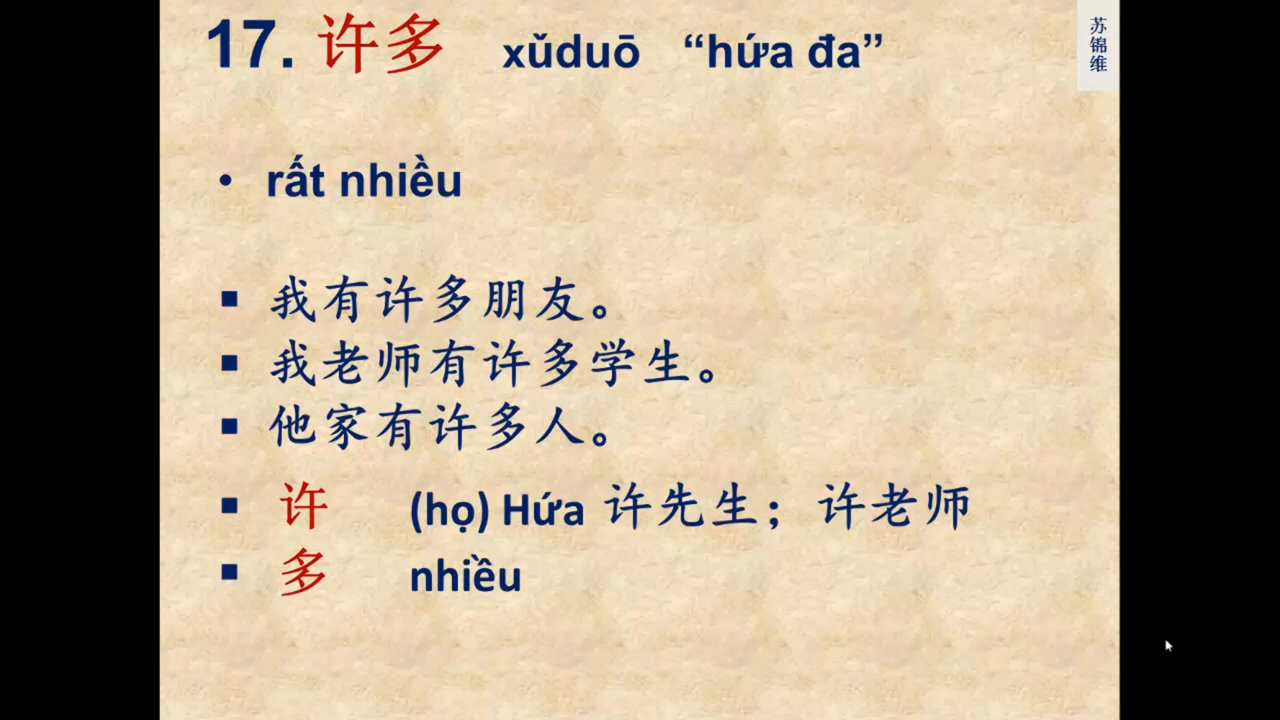 17. 许多 xǔduō “hứa đa”
苏锦维
• rất nhiều
▪ 我有许多朋友。
▪ 我老师有许多学生。
▪ 他家有许多人。
▪ 许 (họ) Hứa 许先生；许老师
▪ 多 nhiều